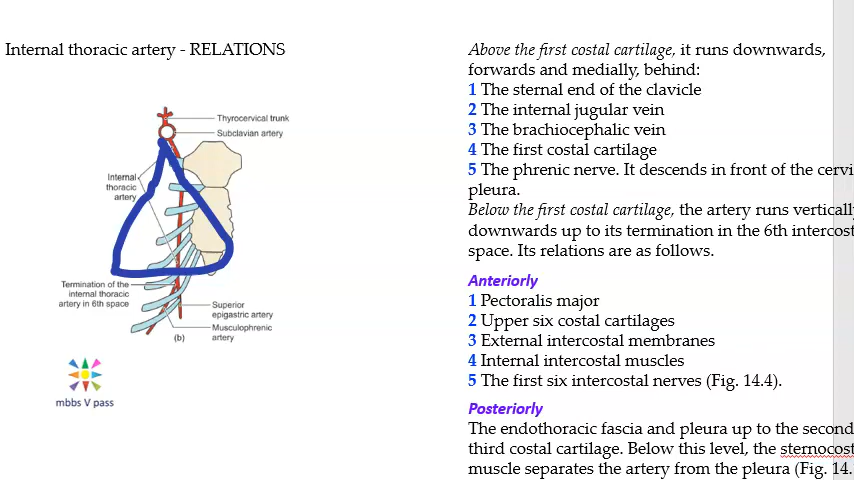 Internal thoracic artery - RELATIONS
Thyrocervical trunk
Subclavian artery
Internal
thoracic
artery
Termination of the
internal thoracic
artery in 6th space
Superior
epigastric artery
Musculophrenic
artery
(b)
mbbs V pass
Above the first costal cartilage, it runs downwards,
forwards and medially, behind:
1 The sternal end of the clavicle
2 The internal jugular vein
3 The brachiocephalic vein
4 The first costal cartilage
5 The phrenic nerve. It descends in front of the cervi
pleura.
Below the first costal cartilage, the artery runs vertically
downwards up to its termination in the 6th intercost
space. Its relations are as follows.
Anteriorly
1 Pectoralis major
2 Upper six costal cartilages
3 External intercostal membranes
4 Internal intercostal muscles
5 The first six intercostal nerves (Fig. 14.4).
Posteriorly
The endothoracic fascia and pleura up to the second
third costal cartilage. Below this level, the sternocost
muscle separates the artery from the pleura (Fig. 14.